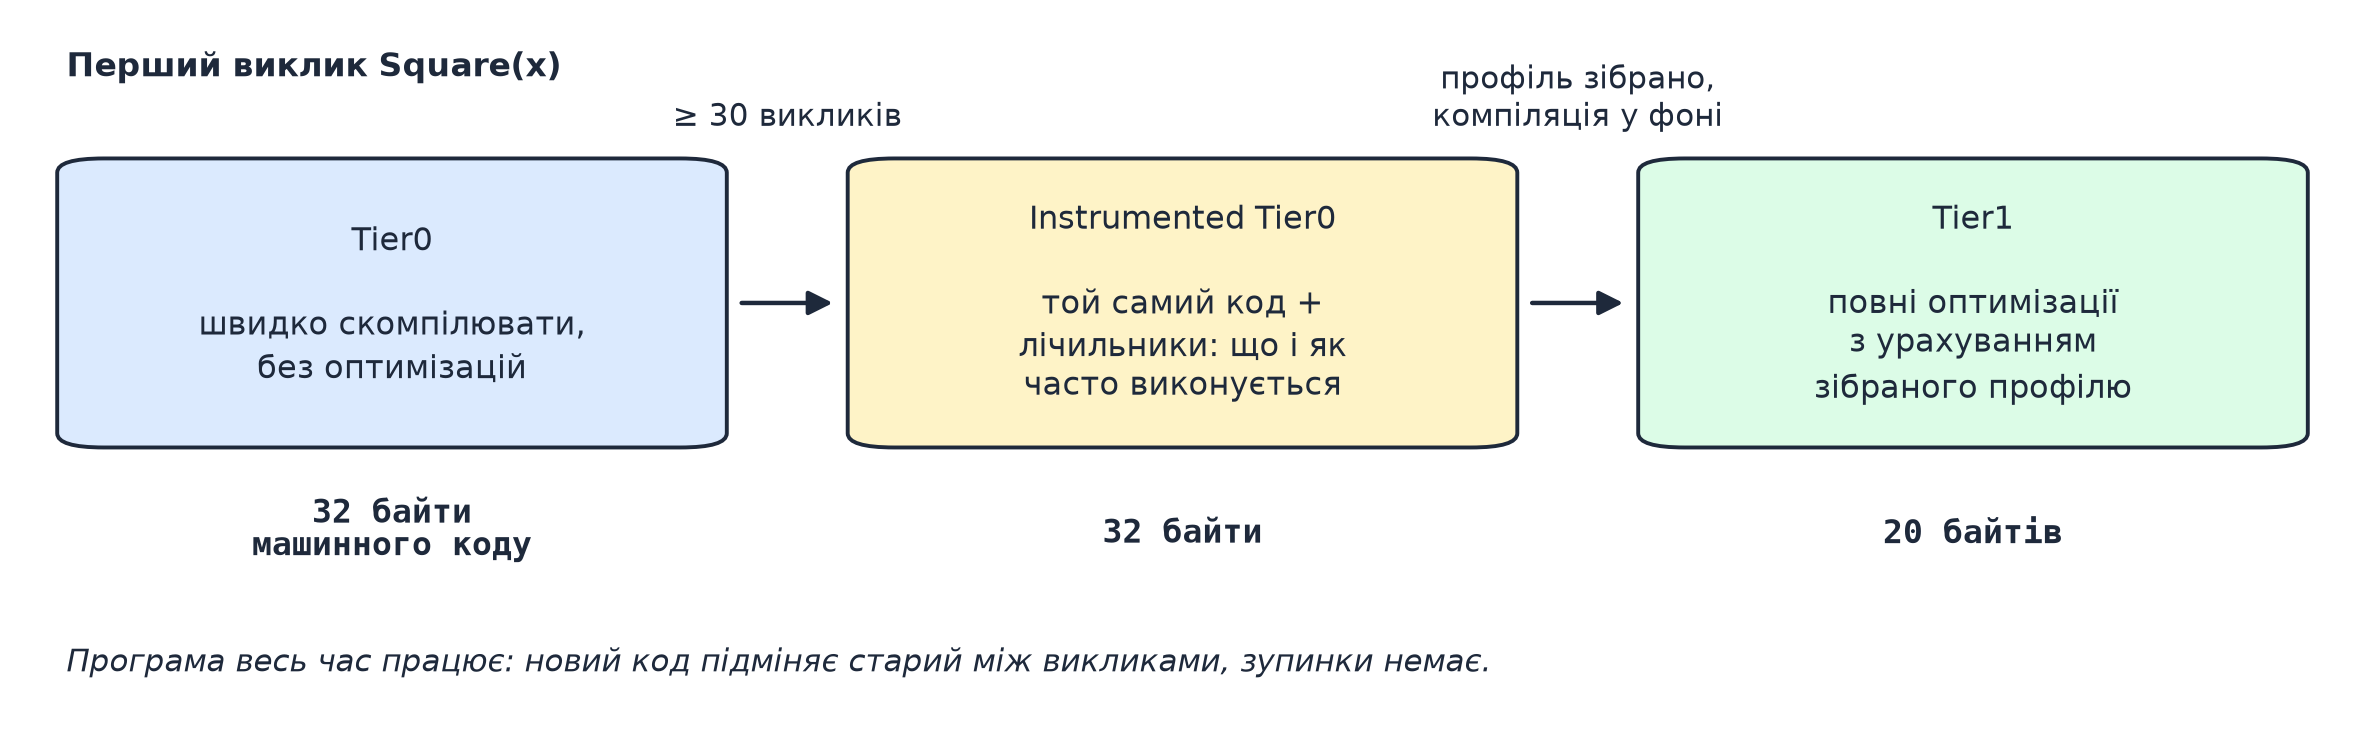 Перший виклик Square(x)
≥ 30 викликів
профіль зібрано,
компіляція у фоні
Tier0
швидко скомпілювати,
без оптимізацій
Instrumented Tier0
той самий код +
лічильники: що і як
часто виконується
Tier1
повні оптимізації
з урахуванням
зібраного профілю
32 байти
машинного коду
32 байти
20 байтів
Програма весь час працює: новий код підміняє старий між викликами, зупинки немає.